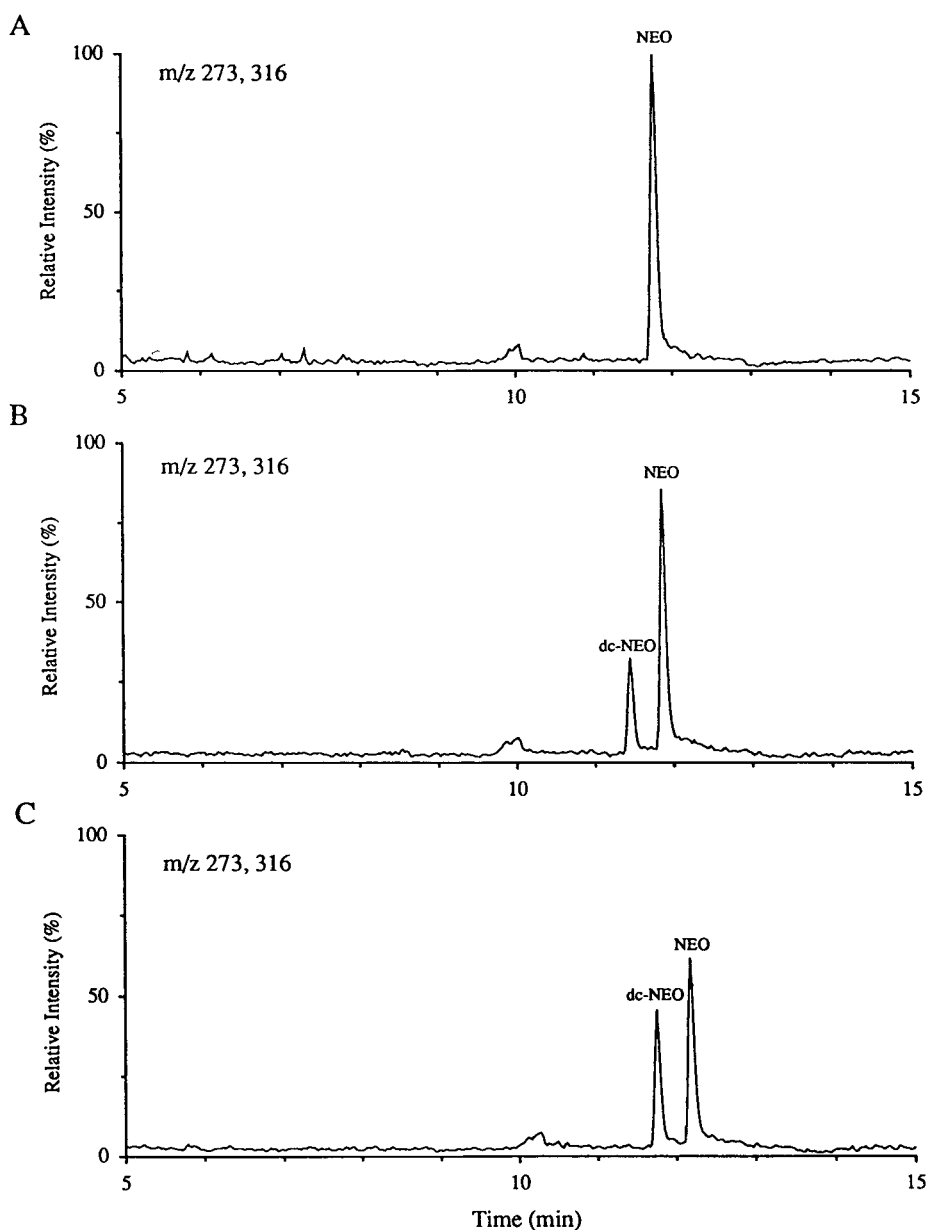 A
NEO
100
m/z 273, 316
50
Relative Intensity (%)
0
5
10
15
B
100
m/z 273, 316
NEO
50
dc-NEO
Relative Intensity (%)
0
5
10
15
C
100
m/z 273, 316
NEO
dc-NEO
50
Relative Intensity (%)
0
5
10
15
Time (min)